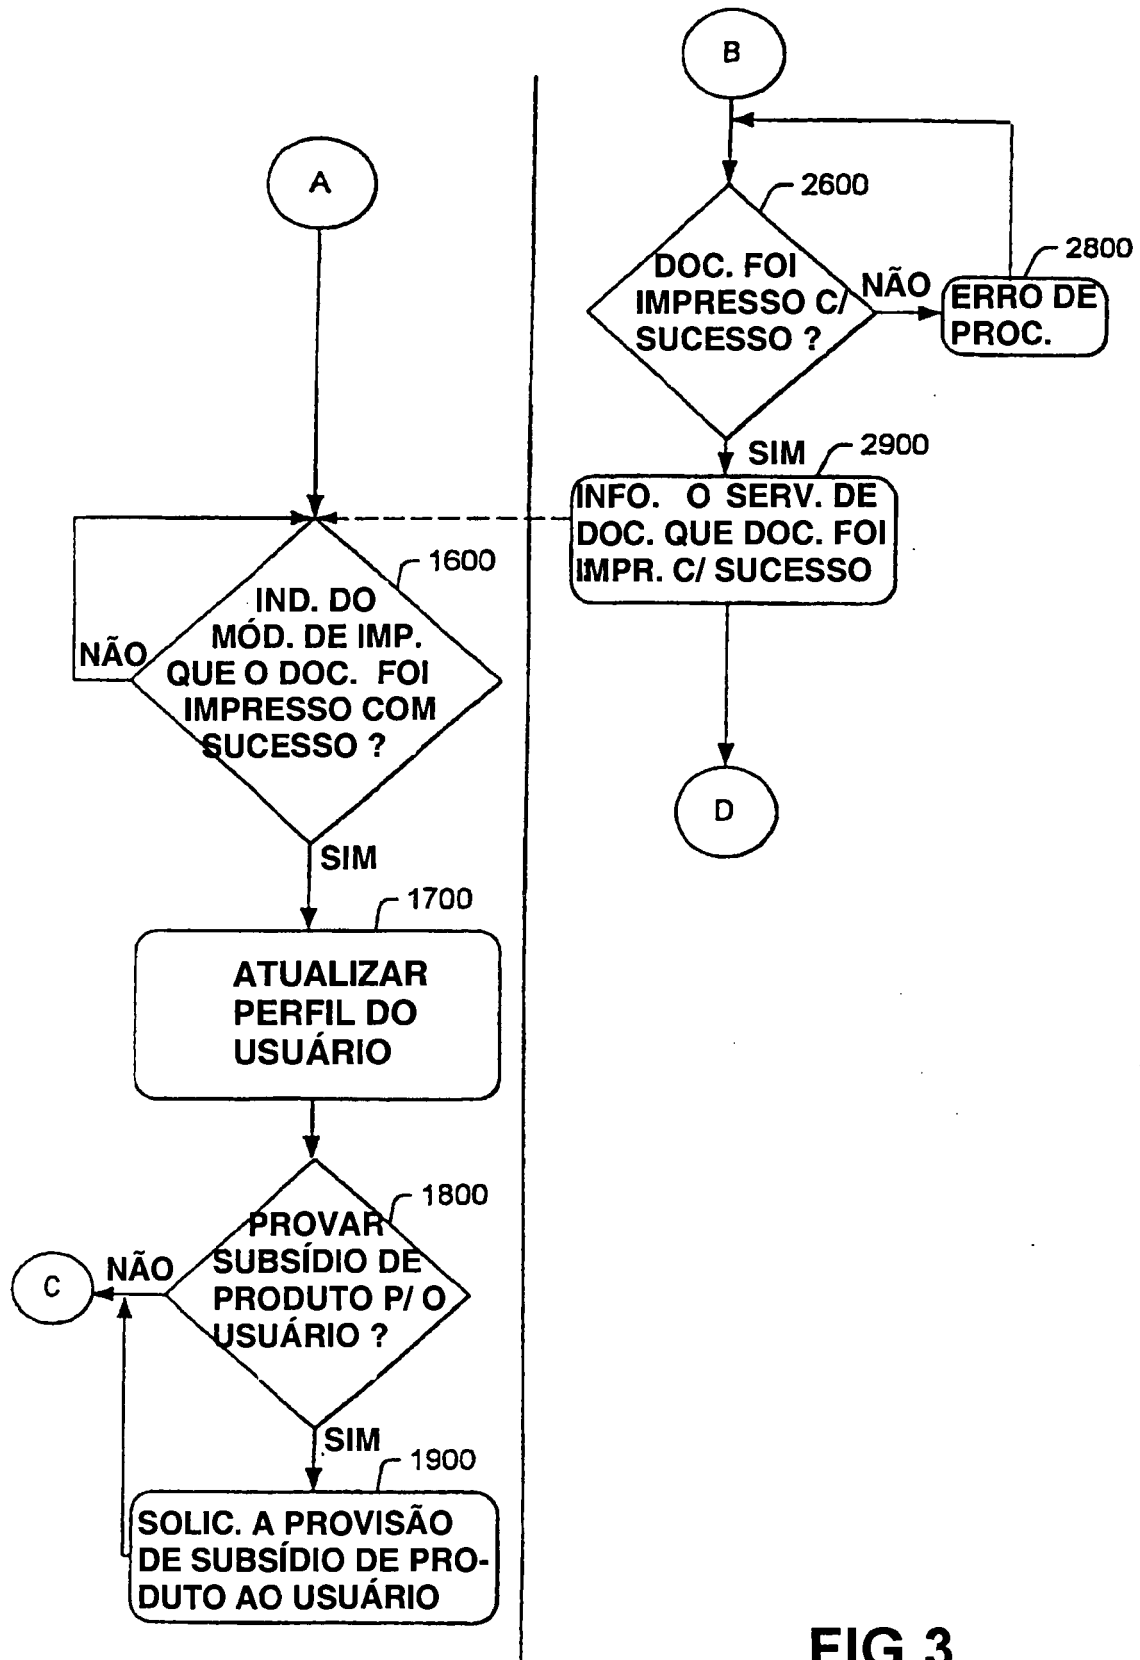 B
A
2600
DOC. FOI
IMPRESSO C/
SUCESSO ?
NÃO
2800
ERRO DE
PROC.
SIM
2900
INFO. O SERV. DE
DOC. QUE DOC. FOI
IMPR. C/ SUCESSO
D
1600
IND. DO
MÓD. DE IMP.
QUE O DOC. FOI
IMPRESSO COM
SUCESSO ?
NÃO
SIM
1700
ATUALIZAR
PERFIL DO
USUÁRIO
1800
PROVAR
SUBSÍDIO DE
PRODUTO P/ O
USUÁRIO ?
NÃO
C
SIM
1900
SOLIC. A PROVISÃO
DE SUBSÍDIO DE PRO-
DUTO AO USUÁRIO
FIG.3